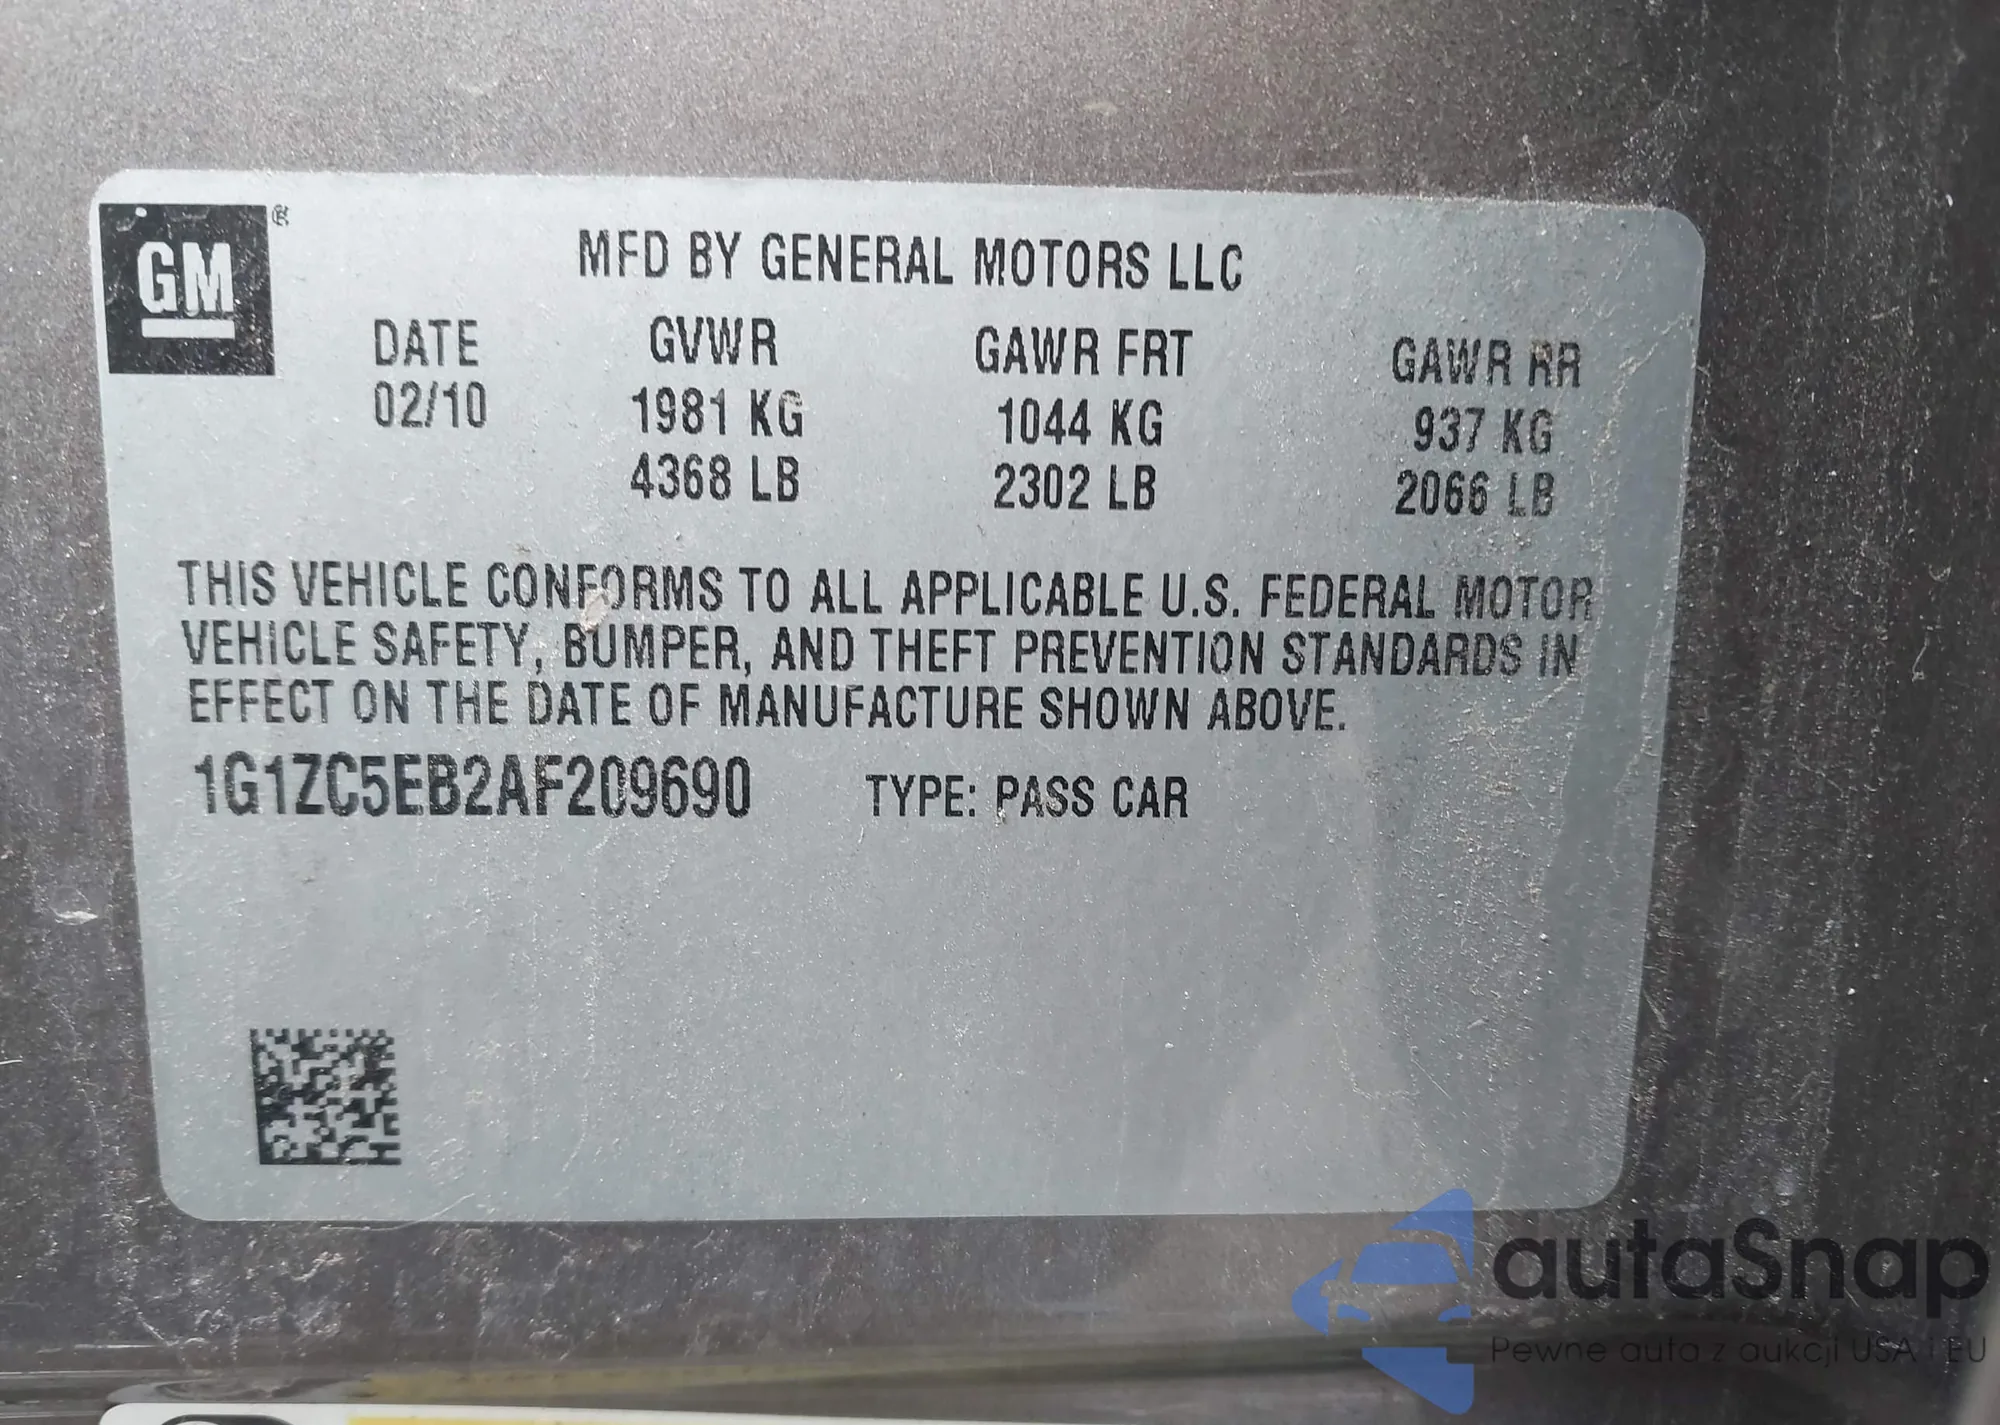 GM ®
MFD BY GENERAL MOTORS LLC
DATE GVWR GAWR FRT GAWR RR
02/10 1981 KG 1044 KG 937 KG
4368 LB 2302 LB 2066 LB
THIS VEHICLE CONFORMS TO ALL APPLICABLE U.S. FEDERAL MOTOR
VEHICLE SAFETY, BUMPER, AND THEFT PREVENTION STANDARDS IN
EFFECT ON THE DATE OF MANUFACTURE SHOWN ABOVE.
1G1ZC5EB2AF209690 TYPE: PASS CAR
autaSnap
Pewne auta z aukcji USA i EU